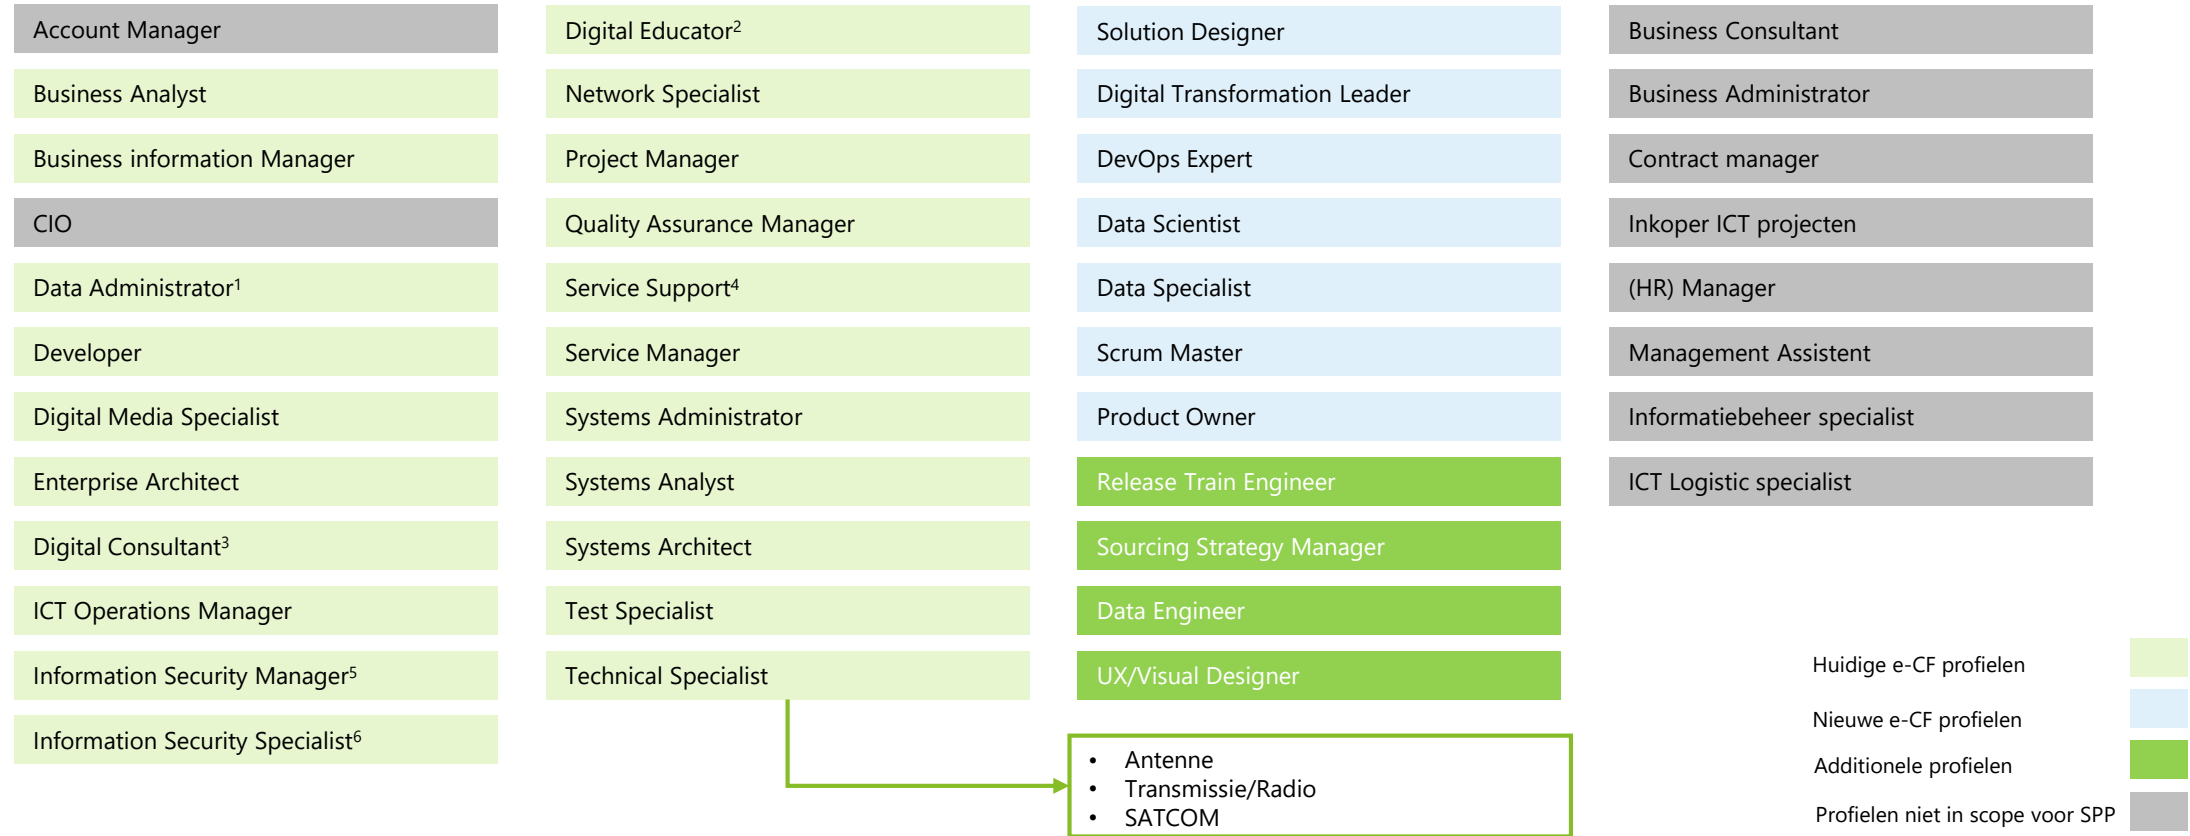 Account Manager
Business Analyst
Business information Manager
CIO
Data Administrator¹
Developer
Digital Media Specialist
Enterprise Architect
Digital Consultant³
ICT Operations Manager
Information Security Manager⁵
Information Security Specialist⁶
Digital Educator²
Network Specialist
Project Manager
Quality Assurance Manager
Service Support⁴
Service Manager
Systems Administrator
Systems Analyst
Systems Architect
Test Specialist
Technical Specialist
Solution Designer
Digital Transformation Leader
DevOps Expert
Data Scientist
Data Specialist
Scrum Master
Product Owner
Release Train Engineer
Sourcing Strategy Manager
Data Engineer
UX/Visual Designer
• Antenne
• Transmissie/Radio
• SATCOM
Business Consultant
Business Administrator
Contract manager
Inkoper ICT projecten
(HR) Manager
Management Assistent
Informatiebeheer specialist
ICT Logistic specialist
Huidige e-CF profielen
Nieuwe e-CF profielen
Additionele profielen
Profielen niet in scope voor SPP